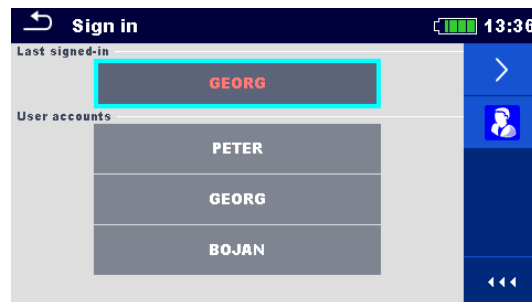 Sign in
13:36
Last signed-in
GEORG
User accounts
PETER
GEORG
BOJAN